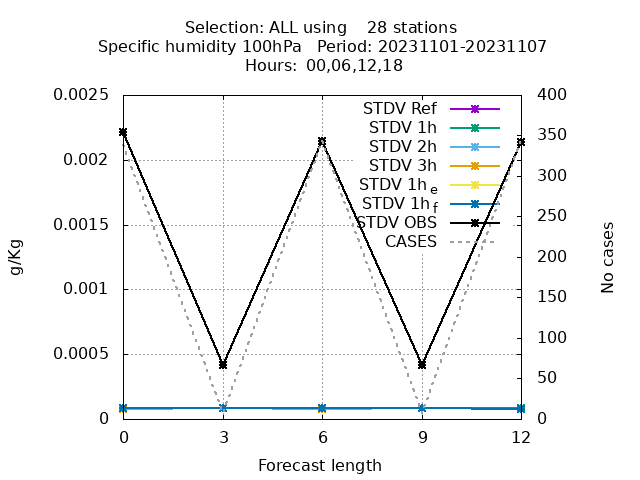 Selection: ALL using    28 stations
Specific humidity 100hPa   Period: 20231101-20231107
Hours:  00,06,12,18
0.0025
0.002
0.0015
0.001
0.0005
0
g/Kg
STDV Ref
STDV 1h
STDV 2h
STDV 3h
STDV 1h e
STDV 1h f
STDV OBS
CASES
400
350
300
250
200
150
100
50
0
No cases
0 3 6 9 12
Forecast length